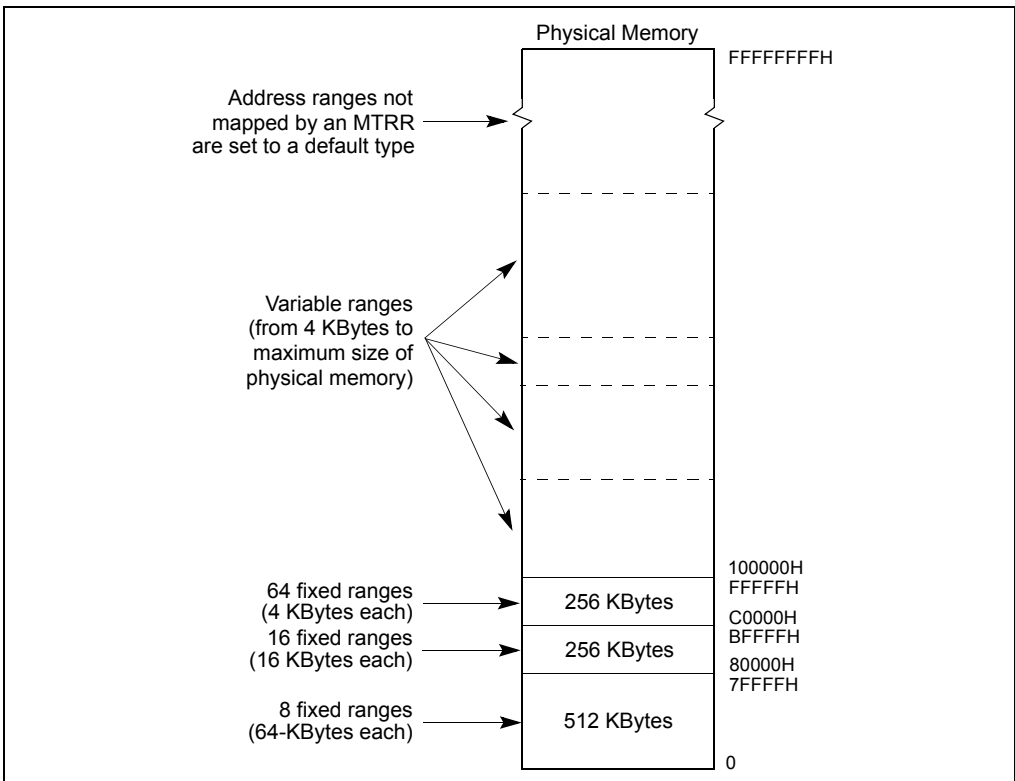 Physical Memory
FFFFFFFFH
Address ranges not
mapped by an MTRR
are set to a default type
Variable ranges
(from 4 KBytes to
maximum size of
physical memory)
100000H
FFFFFH
64 fixed ranges
(4 KBytes each)
256 KBytes
C0000H
BFFFFH
16 fixed ranges
(16 KBytes each)
256 KBytes
80000H
7FFFFH
8 fixed ranges
(64-KBytes each)
512 KBytes
0